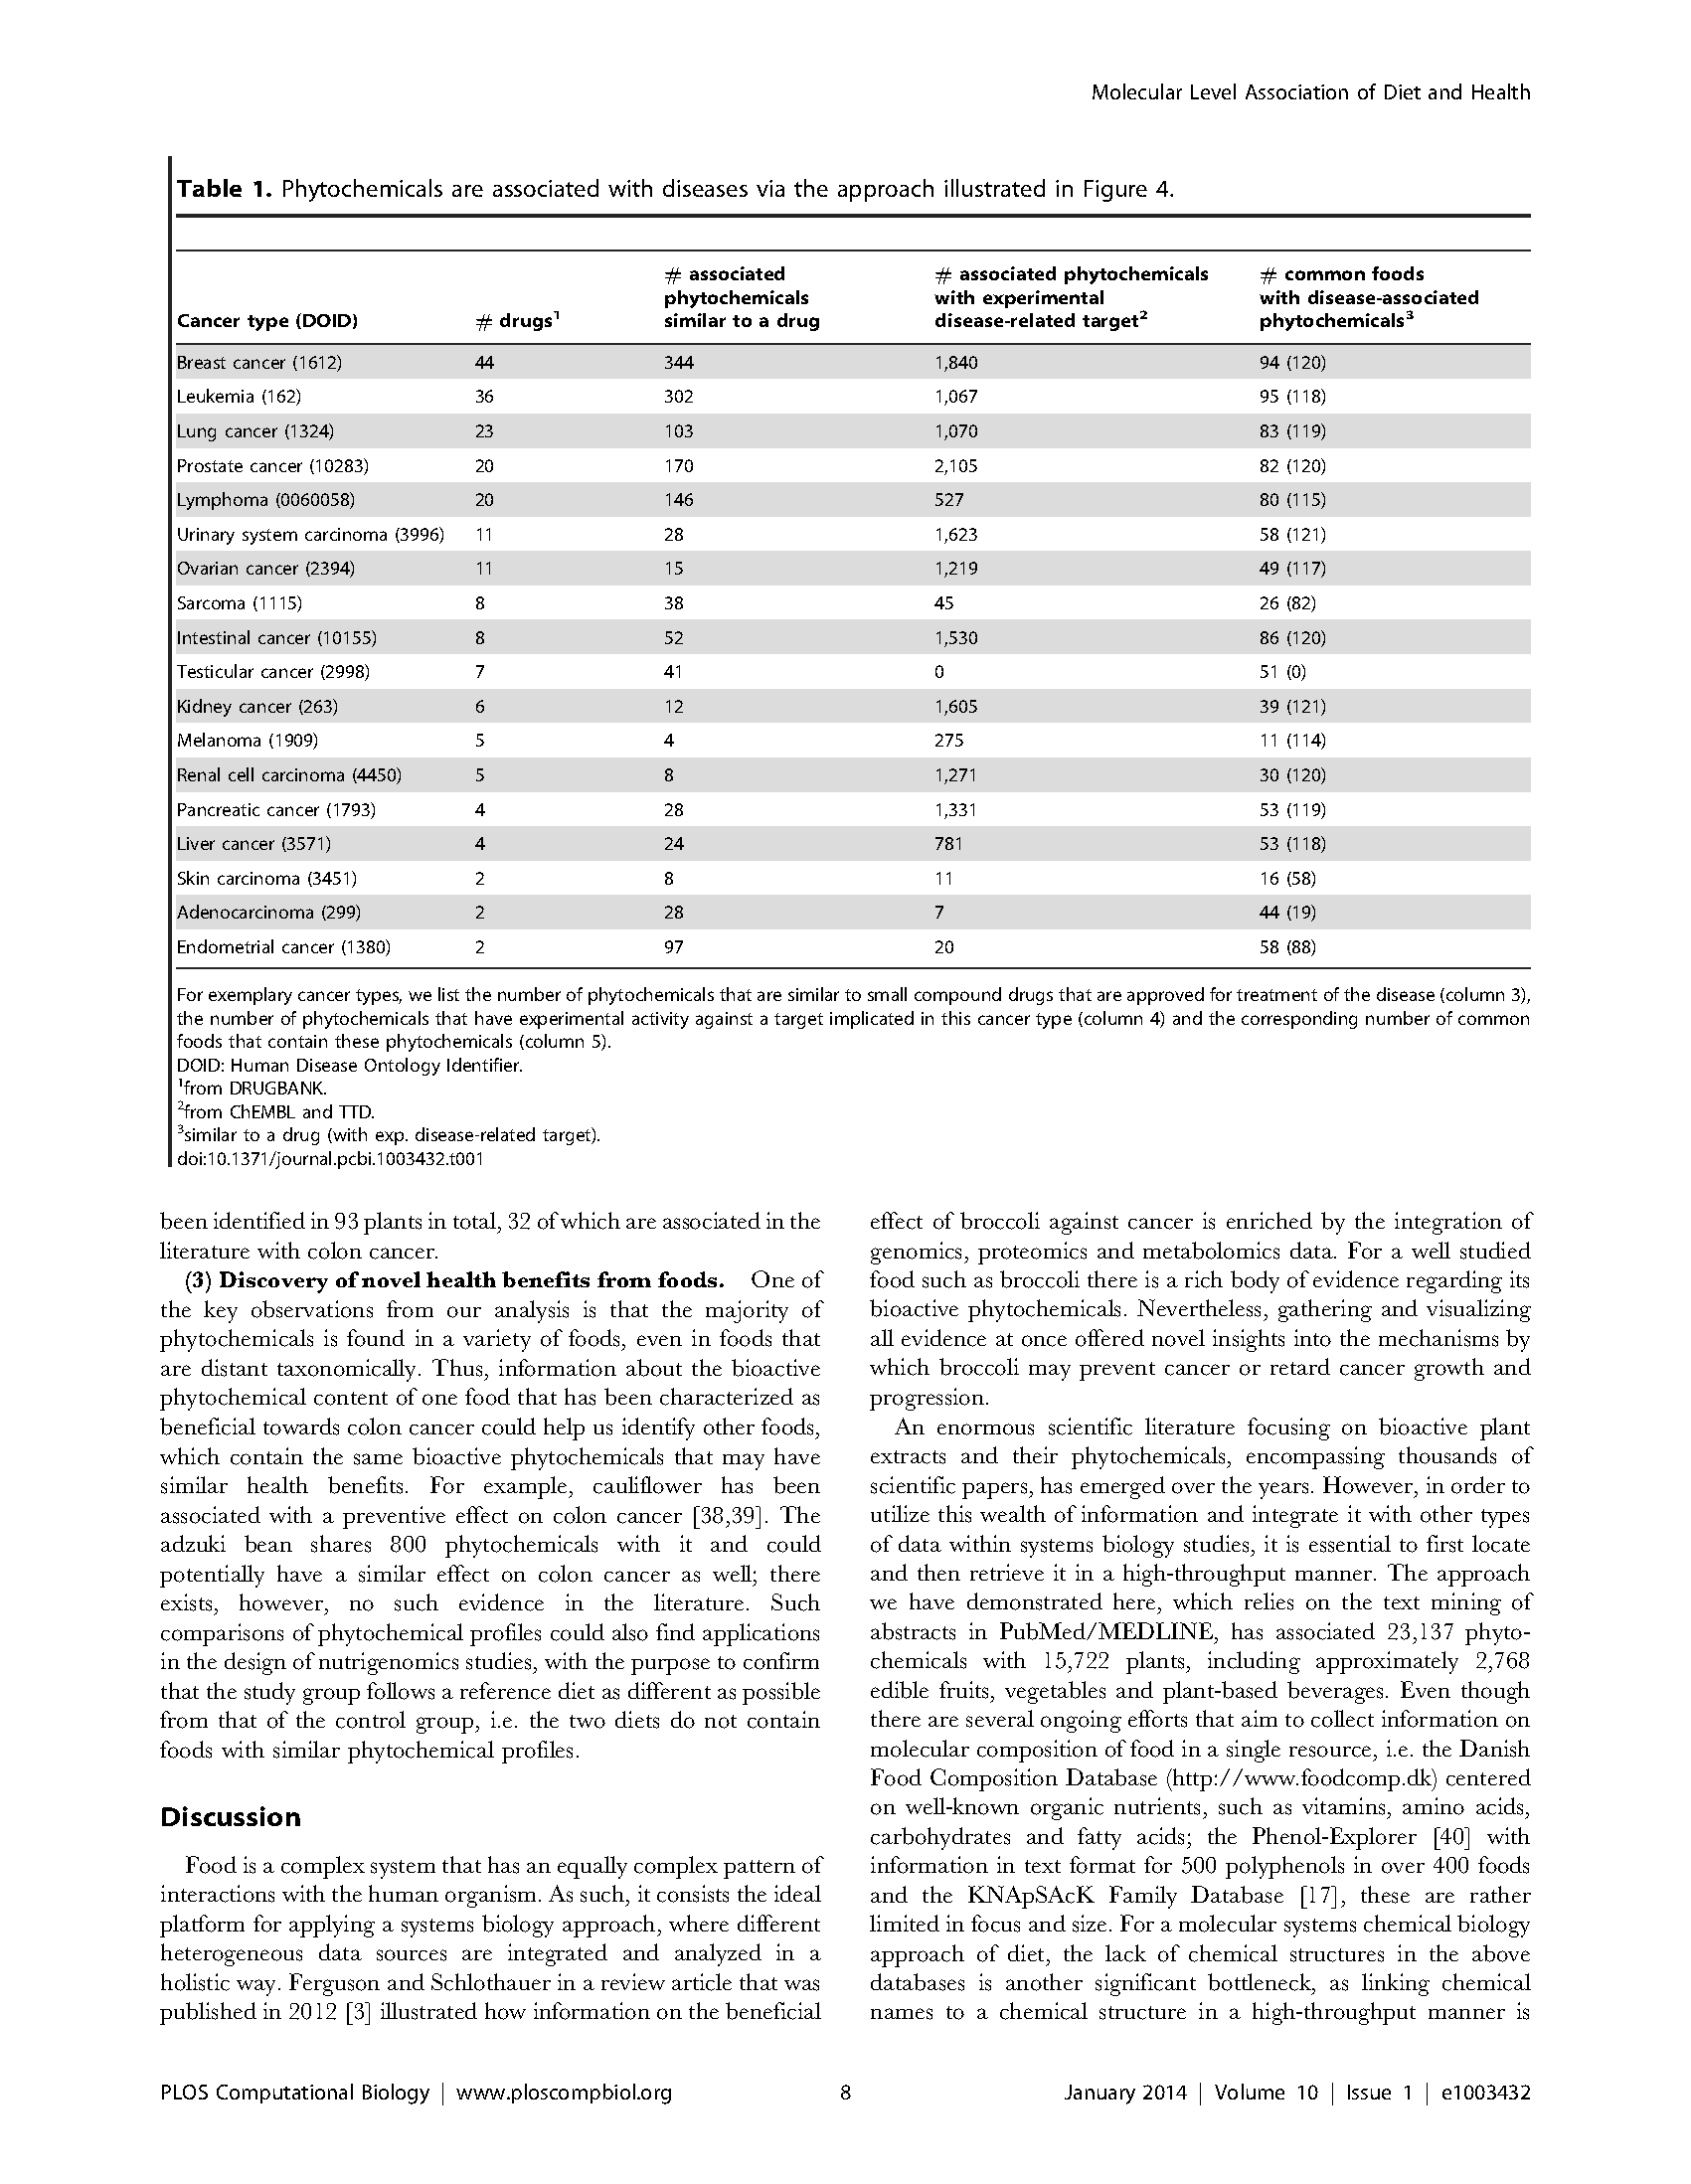 Molecular Level Association of Diet and Health
Table 1. Phytochemicals are associated with diseases via the approach illustrated in Figure 4.
Cancer type (DOID) # drugs¹ # associated phytochemicals similar to a drug # associated phytochemicals with experimental disease-related target² # common foods with disease-associated phytochemicals³
Breast cancer (1612) 44 344 1,840 94 (120)
Leukemia (162) 36 302 1,067 95 (118)
Lung cancer (1324) 23 103 1,070 83 (119)
Prostate cancer (10283) 20 170 2,105 82 (120)
Lymphoma (0060058) 20 146 527 80 (115)
Urinary system carcinoma (3996) 11 28 1,623 58 (121)
Ovarian cancer (2394) 11 15 1,219 49 (117)
Sarcoma (1115) 8 38 45 26 (82)
Intestinal cancer (10155) 8 52 1,530 86 (120)
Testicular cancer (2998) 7 41 0 51 (0)
Kidney cancer (263) 6 12 1,605 39 (121)
Melanoma (1909) 5 4 275 11 (114)
Renal cell carcinoma (4450) 5 8 1,271 30 (120)
Pancreatic cancer (1793) 4 28 1,331 53 (119)
Liver cancer (3571) 4 24 781 53 (118)
Skin carcinoma (3451) 2 8 11 16 (58)
Adenocarcinoma (299) 2 28 7 44 (19)
Endometrial cancer (1380) 2 97 20 58 (88)
For exemplary cancer types, we list the number of phytochemicals that are similar to small compound drugs that are approved for treatment of the disease (column 3),
the number of phytochemicals that have experimental activity against a target implicated in this cancer type (column 4) and the corresponding number of common
foods that contain these phytochemicals (column 5).
DOID: Human Disease Ontology Identifier.
¹from DRUGBANK.
²from ChEMBL and TTD.
³similar to a drug (with exp. disease-related target).
doi:10.1371/journal.pcbi.1003432.t001
been identified in 93 plants in total, 32 of which are associated in the
literature with colon cancer.
(3) Discovery of novel health benefits from foods. One of
the key observations from our analysis is that the majority of
phytochemicals is found in a variety of foods, even in foods that
are distant taxonomically. Thus, information about the bioactive
phytochemical content of one food that has been characterized as
beneficial towards colon cancer could help us identify other foods,
which contain the same bioactive phytochemicals that may have
similar health benefits. For example, cauliflower has been
associated with a preventive effect on colon cancer [38,39]. The
adzuki bean shares 800 phytochemicals with it and could
potentially have a similar effect on colon cancer as well; there
exists, however, no such evidence in the literature. Such
comparisons of phytochemical profiles could also find applications
in the design of nutrigenomics studies, with the purpose to confirm
that the study group follows a reference diet as different as possible
from that of the control group, i.e. the two diets do not contain
foods with similar phytochemical profiles.
Discussion
Food is a complex system that has an equally complex pattern of
interactions with the human organism. As such, it consists the ideal
platform for applying a systems biology approach, where different
heterogeneous data sources are integrated and analyzed in a
holistic way. Ferguson and Schlothauer in a review article that was
published in 2012 [3] illustrated how information on the beneficial
effect of broccoli against cancer is enriched by the integration of
genomics, proteomics and metabolomics data. For a well studied
food such as broccoli there is a rich body of evidence regarding its
bioactive phytochemicals. Nevertheless, gathering and visualizing
all evidence at once offered novel insights into the mechanisms by
which broccoli may prevent cancer or retard cancer growth and
progression.
An enormous scientific literature focusing on bioactive plant
extracts and their phytochemicals, encompassing thousands of
scientific papers, has emerged over the years. However, in order to
utilize this wealth of information and integrate it with other types
of data within systems biology studies, it is essential to first locate
and then retrieve it in a high-throughput manner. The approach
we have demonstrated here, which relies on the text mining of
abstracts in PubMed/MEDLINE, has associated 23,137 phyto-
chemicals with 15,722 plants, including approximately 2,768
edible fruits, vegetables and plant-based beverages. Even though
there are several ongoing efforts that aim to collect information on
molecular composition of food in a single resource, i.e. the Danish
Food Composition Database (http://www.foodcomp.dk) centered
on well-known organic nutrients, such as vitamins, amino acids,
carbohydrates and fatty acids; the Phenol-Explorer [40] with
information in text format for 500 polyphenols in over 400 foods
and the KNApSAcK Family Database [17], these are rather
limited in focus and size. For a molecular systems chemical biology
approach of diet, the lack of chemical structures in the above
databases is another significant bottleneck, as linking chemical
names to a chemical structure in a high-throughput manner is
PLOS Computational Biology | www.ploscompbiol.org 8 January 2014 | Volume 10 | Issue 1 | e1003432